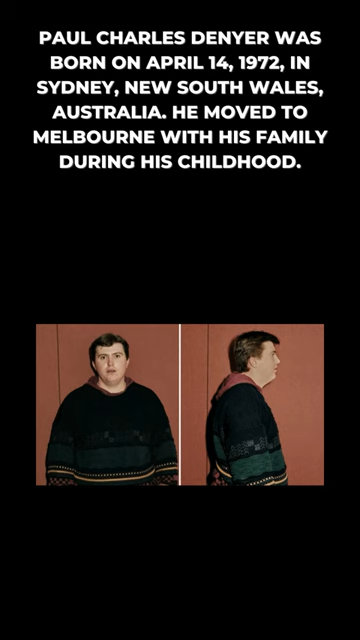 PAUL CHARLES DENYER WAS
BORN ON APRIL 14, 1972, IN
SYDNEY, NEW SOUTH WALES,
AUSTRALIA. HE MOVED TO
MELBOURNE WITH HIS FAMILY
DURING HIS CHILDHOOD.